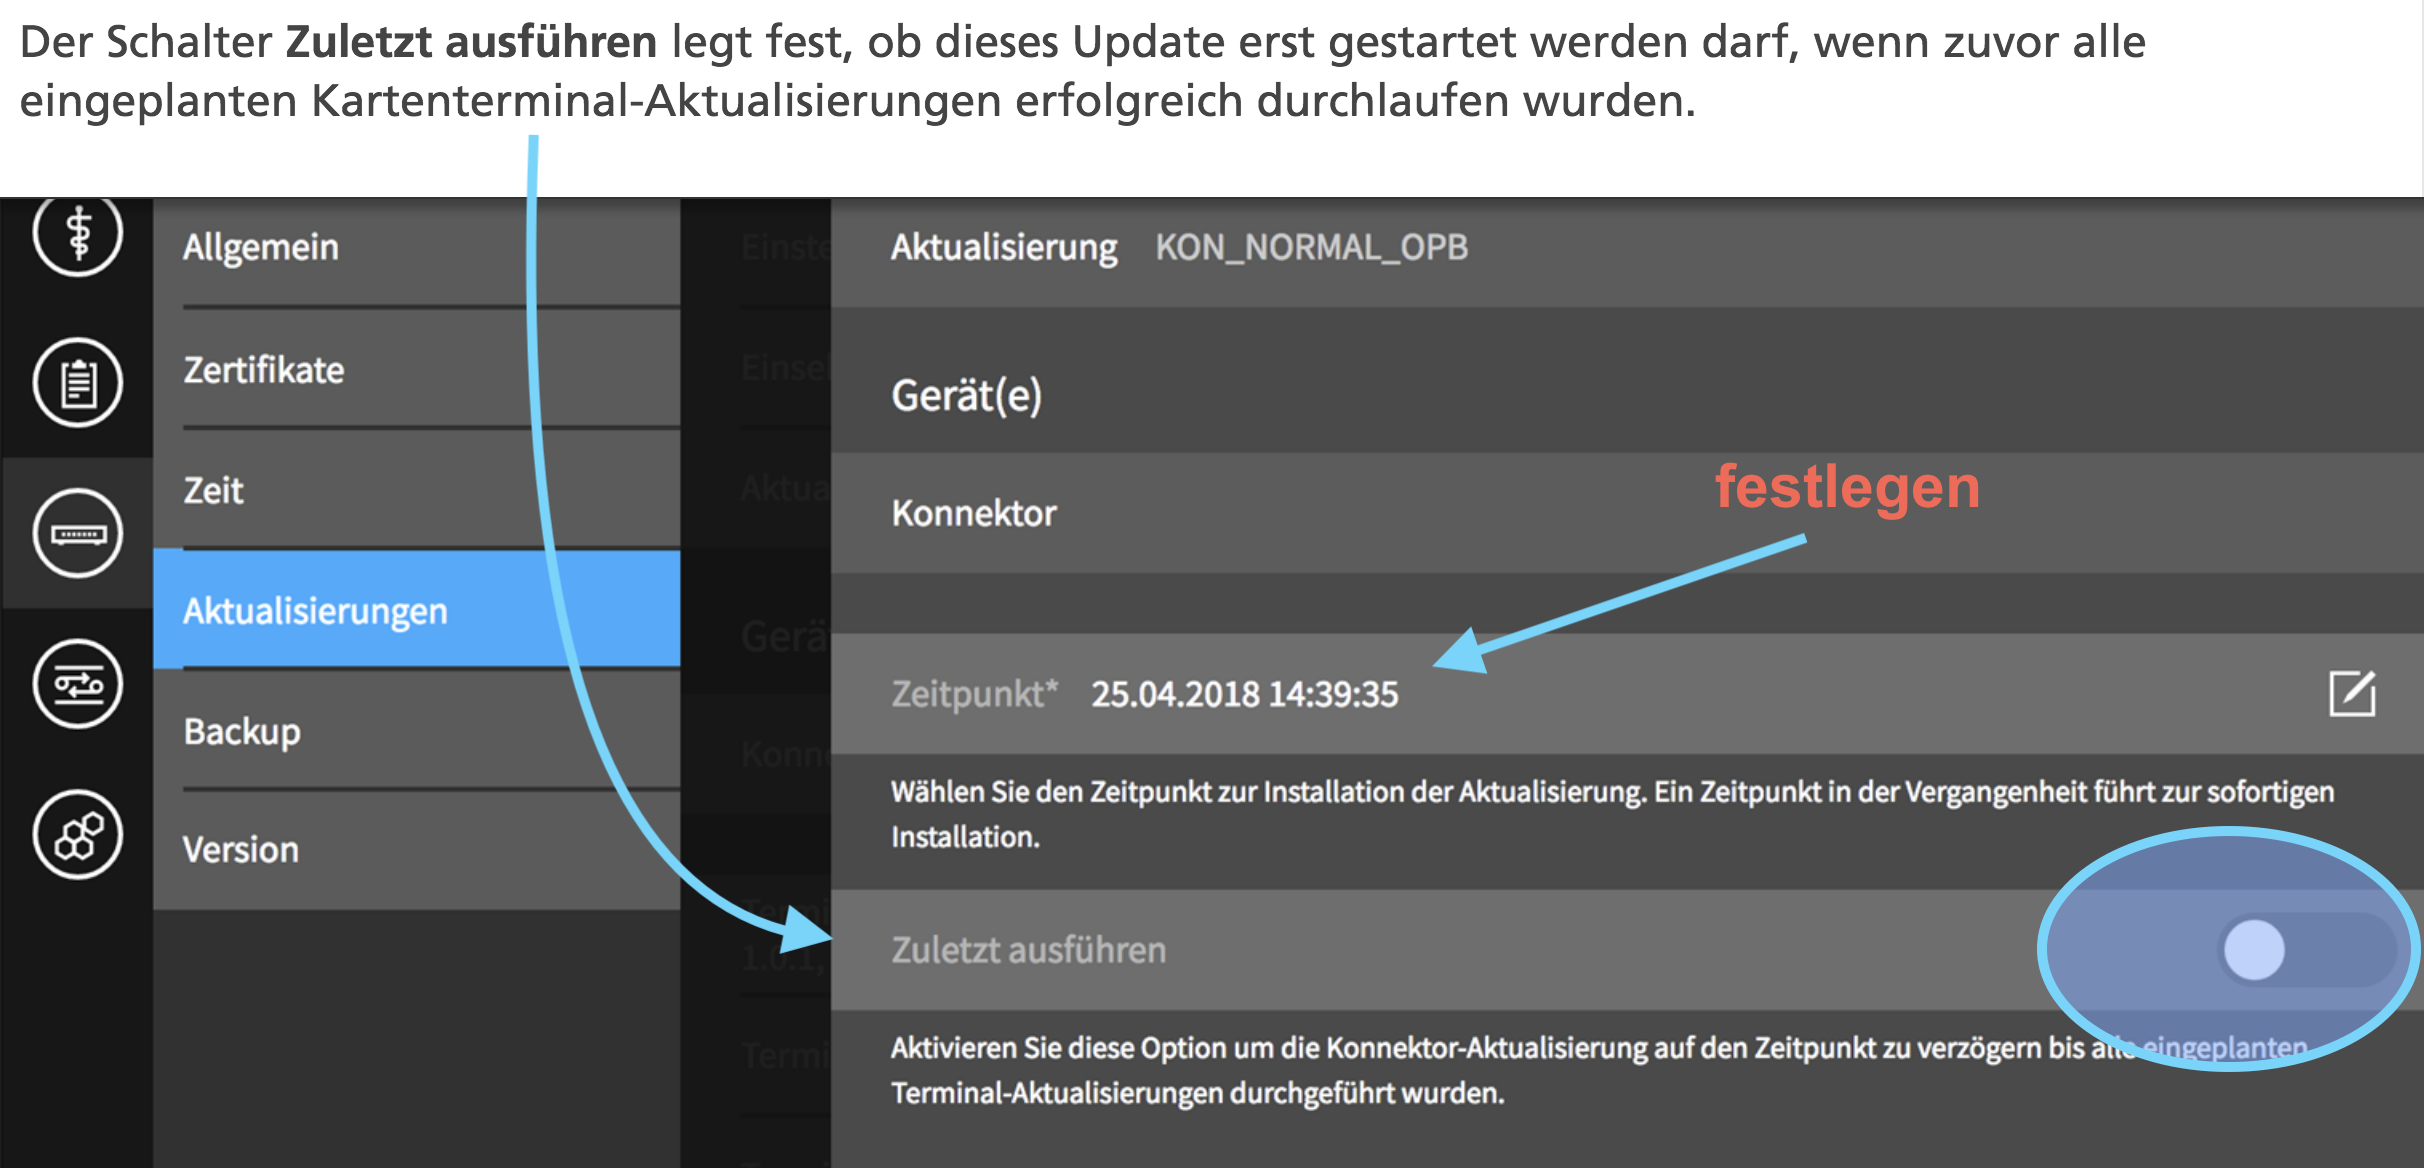 Der Schalter Zuletzt ausführen legt fest, ob dieses Update erst gestartet werden darf, wenn zuvor alle
eingeplanten Kartenterminal-Aktualisierungen erfolgreich durchlaufen wurden.
Allgemein
Zertifikate
Zeit
Aktualisierungen
Backup
Version
Einste
Einsel
Aktua
Gerä
Konne
Termi
1.0.1,
Termi
Aktualisierung KON_NORMAL_OPB
Gerät(e)
Konnektor
festlegen
Zeitpunkt* 25.04.2018 14:39:35
Wählen Sie den Zeitpunkt zur Installation der Aktualisierung. Ein Zeitpunkt in der Vergangenheit führt zur sofortigen
Installation.
Zuletzt ausführen
Aktivieren Sie diese Option um die Konnektor-Aktualisierung auf den Zeitpunkt zu verzögern bis alle eingeplanten
Terminal-Aktualisierungen durchgeführt wurden.